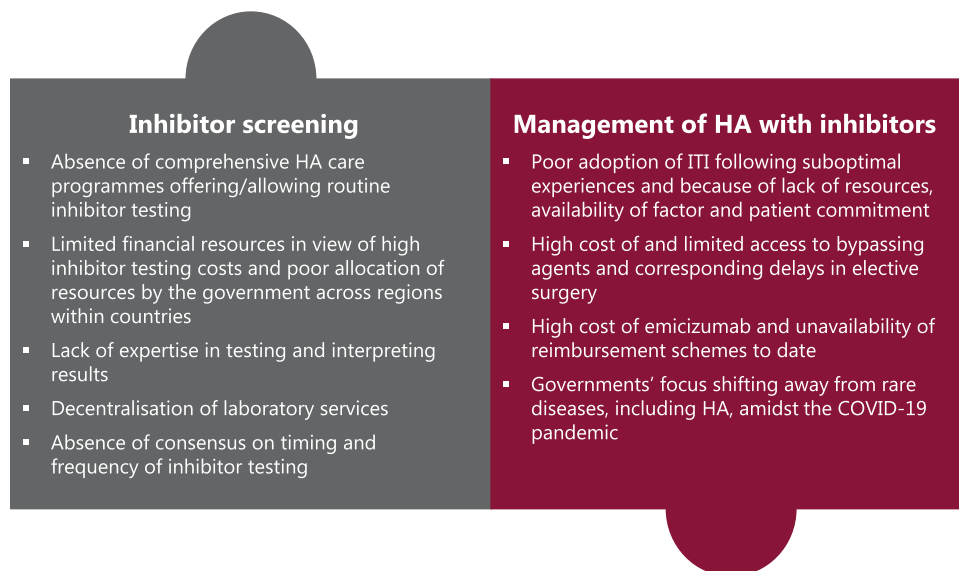 Inhibitor screening
▪ Absence of comprehensive HA care
programmes offering/allowing routine
inhibitor testing
▪ Limited financial resources in view of high
inhibitor testing costs and poor allocation of
resources by the government across regions
within countries
▪ Lack of expertise in testing and interpreting
results
▪ Decentralisation of laboratory services
▪ Absence of consensus on timing and
frequency of inhibitor testing
Management of HA with inhibitors
▪ Poor adoption of ITI following suboptimal
experiences and because of lack of resources,
availability of factor and patient commitment
▪ High cost of and limited access to bypassing
agents and corresponding delays in elective
surgery
▪ High cost of emicizumab and unavailability of
reimbursement schemes to date
▪ Governments’ focus shifting away from rare
diseases, including HA, amidst the COVID-19
pandemic